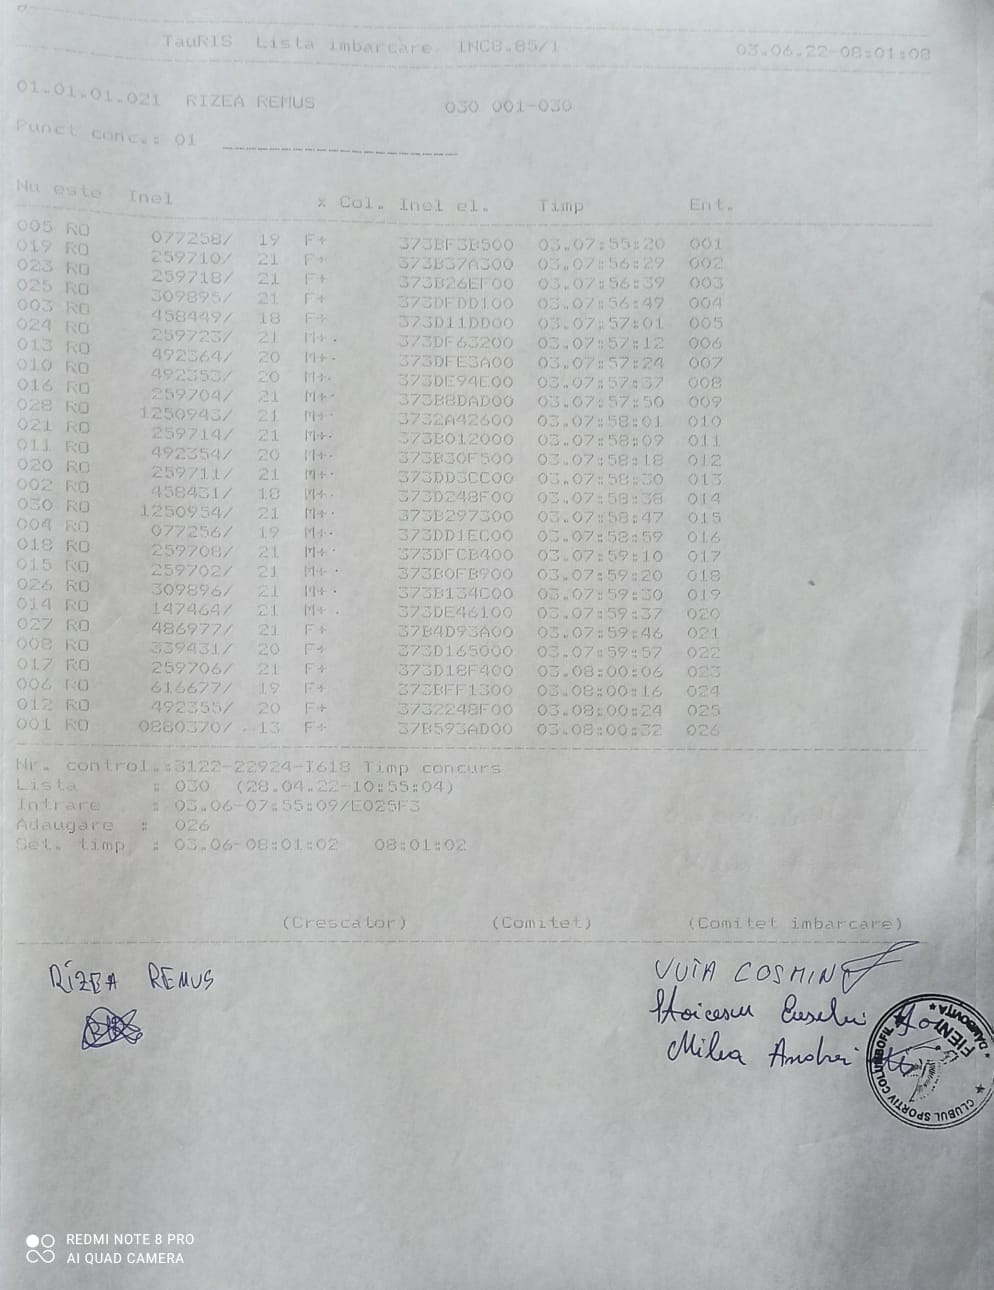 TauRIS Lista imbarcare INC8.85/1 03.06.22-08:01:08
01.01.01.021 RIZEA REMUS 030 001-030
Punct conc.: 01
Nu este Inel x Col. Inel el. Timp Ent.
005 RO 077258/ 19 F+ 373BF3B500 03.07:55:20 001
019 RO 259710/ 21 F+ 373B37A300 03.07:56:29 002
023 RO 259718/ 21 F+ 373B26EF00 03.07:56:39 003
025 RO 309895/ 21 F+ 373DFDD100 03.07:56:49 004
003 RO 458449/ 18 F+ 373D11DD00 03.07:57:01 005
024 RO 259723/ 21 M+ 373DF63200 03.07:57:12 006
013 RO 492364/ 20 M+ 373DFE3A00 03.07:57:24 007
010 RO 492353/ 20 M+ 373DE94E00 03.07:57:37 008
016 RO 259704/ 21 M+ 373B8DAD00 03.07:57:50 009
028 RO 1250943/ 21 M+ 3732A42600 03.07:58:01 010
021 RO 259714/ 21 M+ 373B012000 03.07:58:09 011
011 RO 492354/ 20 M+ 373B30F500 03.07:58:18 012
020 RO 259711/ 21 M+ 373DD3CC00 03.07:58:30 013
002 RO 458431/ 18 M+ 373D248F00 03.07:58:38 014
030 RO 1250954/ 21 M+ 373B297300 03.07:58:47 015
004 RO 077256/ 19 M+ 373DD1EC00 03.07:58:59 016
018 RO 259708/ 21 M+ 373DFCB400 03.07:59:10 017
015 RO 259702/ 21 M+ 373B0FB900 03.07:59:20 018
026 RO 309896/ 21 M+ 373B134C00 03.07:59:30 019
014 RO 147464/ 21 M+ 373DE46100 03.07:59:37 020
027 RO 486977/ 21 F+ 37B4D93A00 03.07:59:46 021
008 RO 339431/ 20 F+ 373D165000 03.07:59:57 022
017 RO 259706/ 21 F+ 373D18F400 03.08:00:06 023
006 RO 616677/ 19 F+ 373BFF1300 03.08:00:16 024
012 RO 492355/ 20 F+ 3732248F00 03.08:00:24 025
001 RO 0880370/ 13 F+ 37B593AD00 03.08:00:32 026
Nr. control.:3122-22924-I618 Timp concurs
Lista : 030 (28.04.22-10:55:04)
Intrare : 03.06-07:55:09/E025F3
Adaugare : 026
Set. timp : 03.06-08:01:02 08:01:02
(Crescator) (Comitet) (Comitet imbarcare)
RIZEA REMUS
VUIA COSMIN
Stoicescu Eusebiu
Milea Andrei
CLUBUL SPORTIV COLUMBOFIL
FIENI
DAMBOVITA
REDMI NOTE 8 PRO
AI QUAD CAMERA